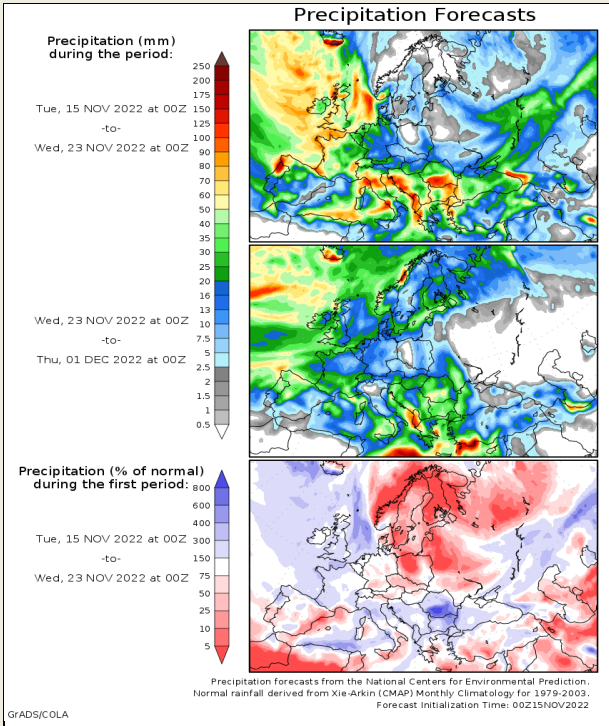 Precipitation Forecasts
Precipitation (mm)
during the period:
Tue, 15 NOV 2022 at 00Z
-to-
Wed, 23 NOV 2022 at 00Z
250
200
175
150
125
100
90
80
70
60
50
40
35
30
25
20
16
13
10
7.5
5
2.5
2
1.5
1
0.5
Wed, 23 NOV 2022 at 00Z
-to-
Thu, 01 DEC 2022 at 00Z
Precipitation (% of normal)
during the first period:
Tue, 15 NOV 2022 at 00Z
-to-
Wed, 23 NOV 2022 at 00Z
800
600
400
300
150
75
50
25
10
5
Precipitation forecasts from the National Centers for Environmental Prediction.
Normal rainfall derived from Xie-Arkin (CMAP) Monthly Climatology for 1979-2003.
Forecast Initialization Time: 00Z15NOV2022
GrADS/COLA